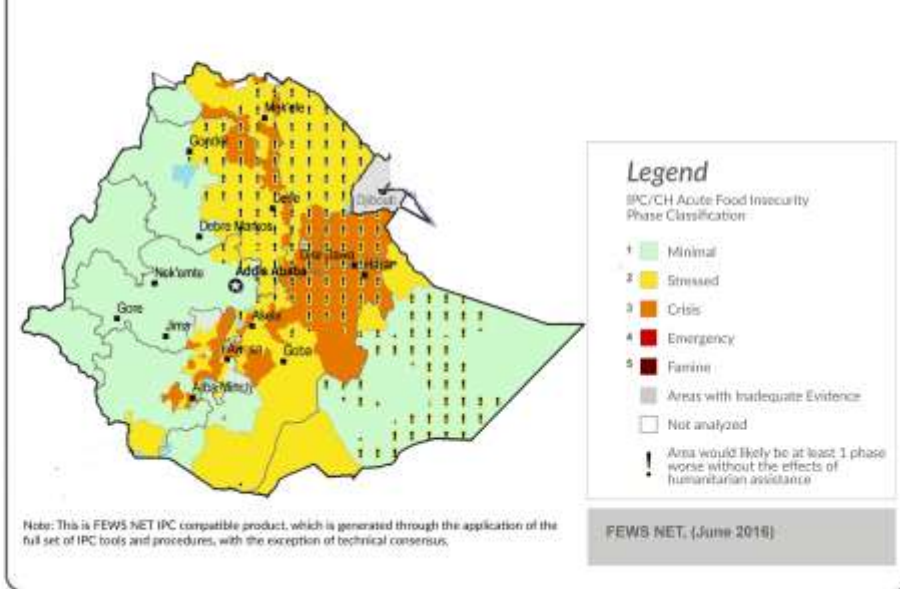 Mek'ele
Gonder
Djibouti
Dese
Debre Markos
Dire Dawa
Harar
Addis Ababa
Nek'emte
Gore
Asela
Jima
Awasa
Goba
Arba Minch
Legend
IPC/CH Acute Food Insecurity
Phase Classification
1 Minimal
2 Stressed
3 Crisis
4 Emergency
5 Famine
Areas with Inadequate Evidence
Not analyzed
! Area would likely be at least 1 phase
worse without the effects of
humanitarian assistance
Note: This is FEWS NET IPC compatible product, which is generated through the application of the
full set of IPC tools and procedures, with the exception of technical consensus.
FEWS NET, (June 2016)